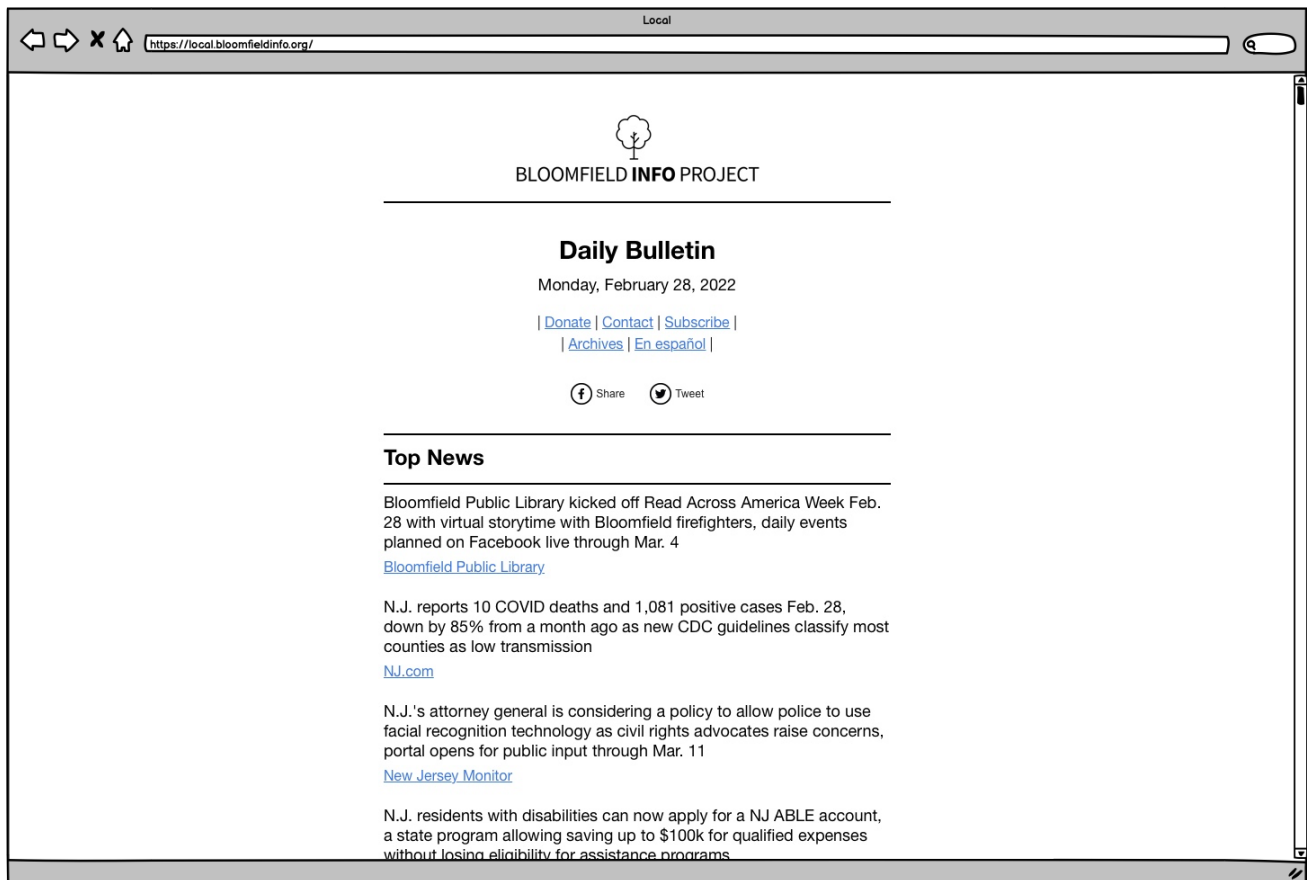 Local
https://local.bloomfieldinfo.org/
BLOOMFIELD INFO PROJECT
Daily Bulletin
Monday, February 28, 2022
| Donate | Contact | Subscribe |
| Archives | En español |
Share Tweet
Top News
Bloomfield Public Library kicked off Read Across America Week Feb.
28 with virtual storytime with Bloomfield firefighters, daily events
planned on Facebook live through Mar. 4
Bloomfield Public Library
N.J. reports 10 COVID deaths and 1,081 positive cases Feb. 28,
down by 85% from a month ago as new CDC guidelines classify most
counties as low transmission
NJ.com
N.J.'s attorney general is considering a policy to allow police to use
facial recognition technology as civil rights advocates raise concerns,
portal opens for public input through Mar. 11
New Jersey Monitor
N.J. residents with disabilities can now apply for a NJ ABLE account,
a state program allowing saving up to $100k for qualified expenses
without losing eligibility for assistance programs